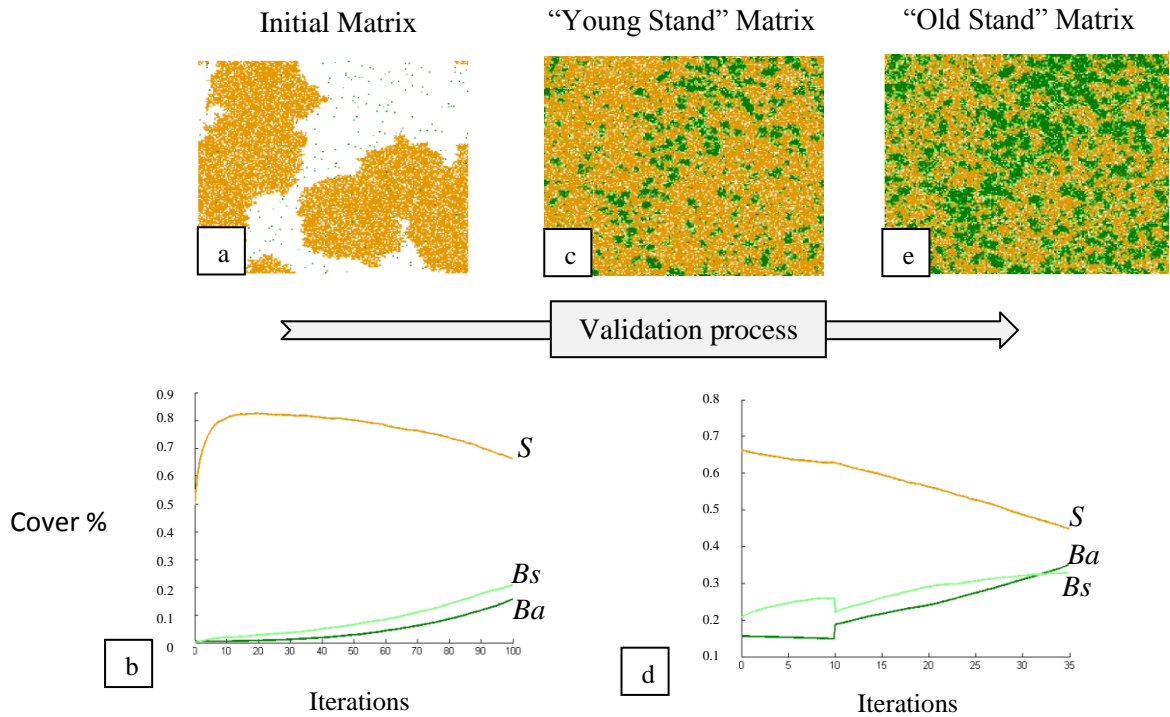 Initial Matrix
“Young Stand” Matrix
“Old Stand” Matrix
a
c
e
Validation process
Cover %
0.9
0.8
0.7
0.6
0.5
0.4
0.3
0.2
0.1
0
S
Bs
Ba
0 10 20 30 40 50 60 70 80 90 100
b
Iterations
0.8
0.7
0.6
0.5
0.4
0.3
0.2
0.1
S
Ba
Bs
0 5 10 15 20 25 30 35
d
Iterations